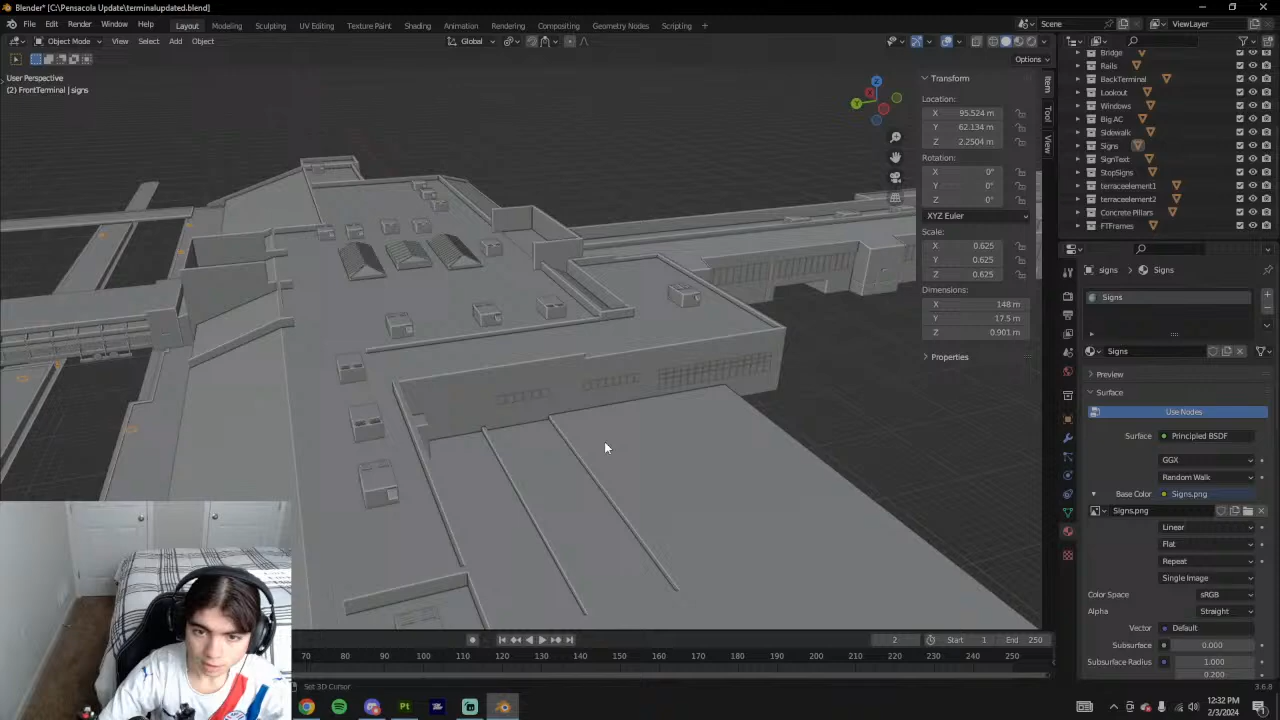 Blender* [C:\Pensacola Update\terminalupdated.blend]
File Edit Render Window Help Layout Modeling Sculpting UV Editing Texture Paint Shading Animation Rendering Compositing Geometry Nodes Scripting + Scene ViewLayer
Object Mode View Select Add Object Global
Options
User Perspective
(2) FrontTerminal | signs
Z
Y
X
Transform
Location:
X 95.524 m
Y 62.134 m
Z 2.2504 m
Rotation:
X 0°
Y 0°
Z 0°
XYZ Euler
Scale:
X 0.625
Y 0.625
Z 0.625
Dimensions:
X 148 m
Y 17.5 m
Z 0.901 m
Properties
Item
Tool
View
Bridge
Rails
BackTerminal
Lookout
Windows
Big AC
Sidewalk
Signs
SignText
StopSigns
terraceelement1
terraceelement2
Concrete Pillars
FTFrames
signs > Signs
Signs
Signs
Preview
Surface
Use Nodes
Surface Principled BSDF
GGX
Random Walk
Base Color Signs.png
Signs.png
Linear
Flat
Repeat
Single Image
Color Space sRGB
Alpha Straight
Vector Default
Subsurface 0.000
Subsurface Radius 1.000
0.200
2 Start 1 End 250
70 80 90 100 110 120 130 140 150 160 170 180 190 200 210 220 230 240 250
Set 3D Cursor
3.6.8
Pt
12:32 PM
2/3/2024